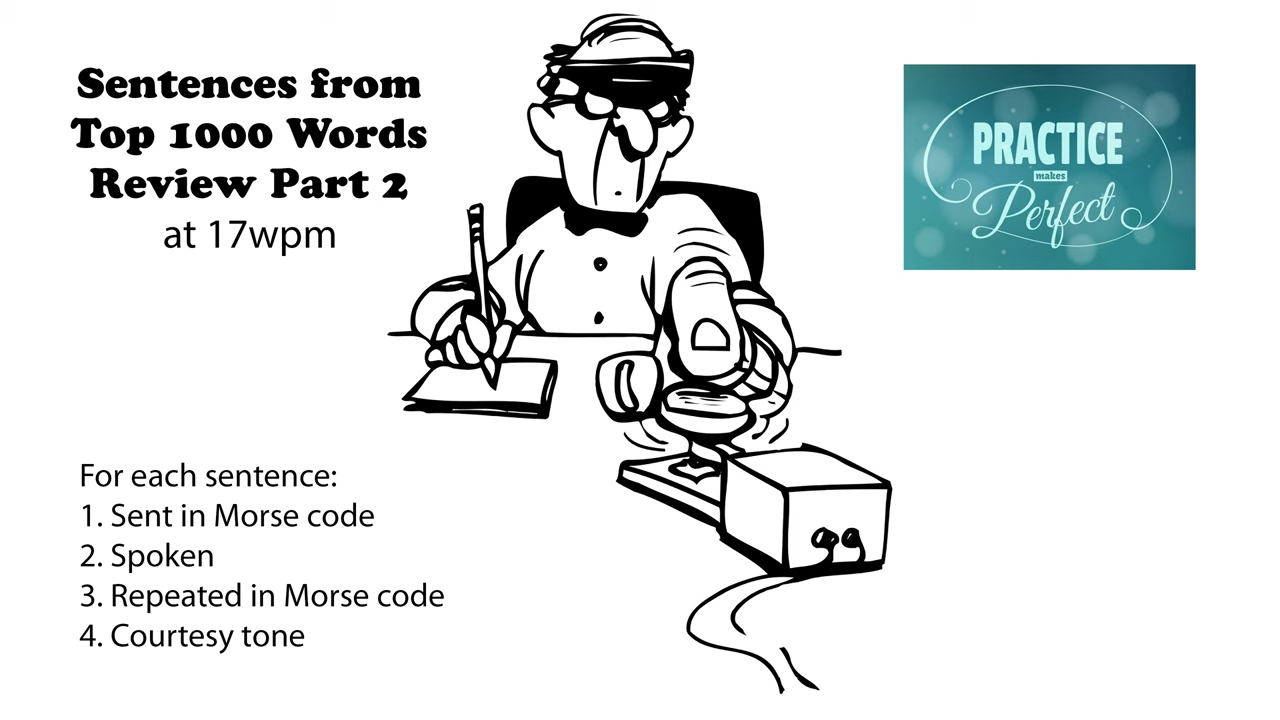 Sentences from
Top 1000 Words
Review Part 2
at 17wpm
PRACTICE
makes
Perfect
For each sentence:
1. Sent in Morse code
2. Spoken
3. Repeated in Morse code
4. Courtesy tone